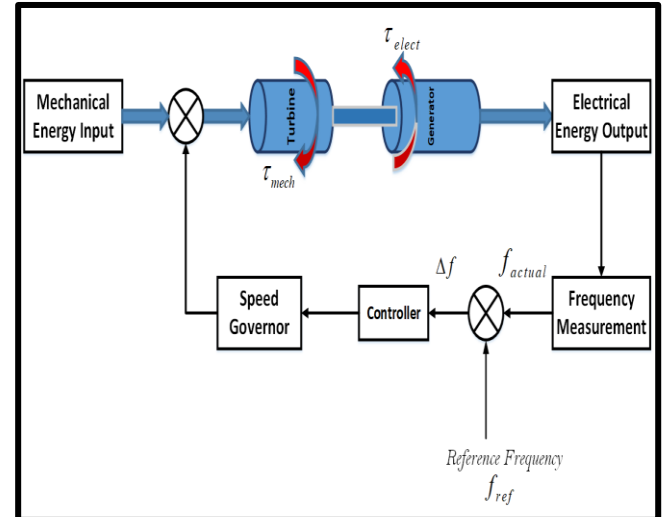 τ_elect
Mechanical
Energy Input
Turbine
Generator
Electrical
Energy Output
τ_mech
Δf
f_actual
Speed
Governor
Controller
Frequency
Measurement
Reference Frequency
f_ref